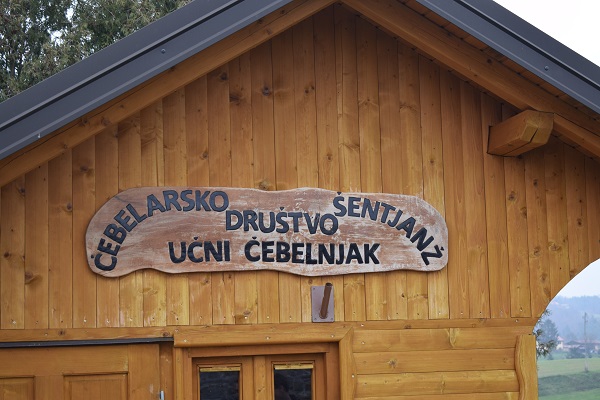 ČEBELARSKO DRUŠTVO ŠENTJANŽ
UČNI ČEBELNJAK